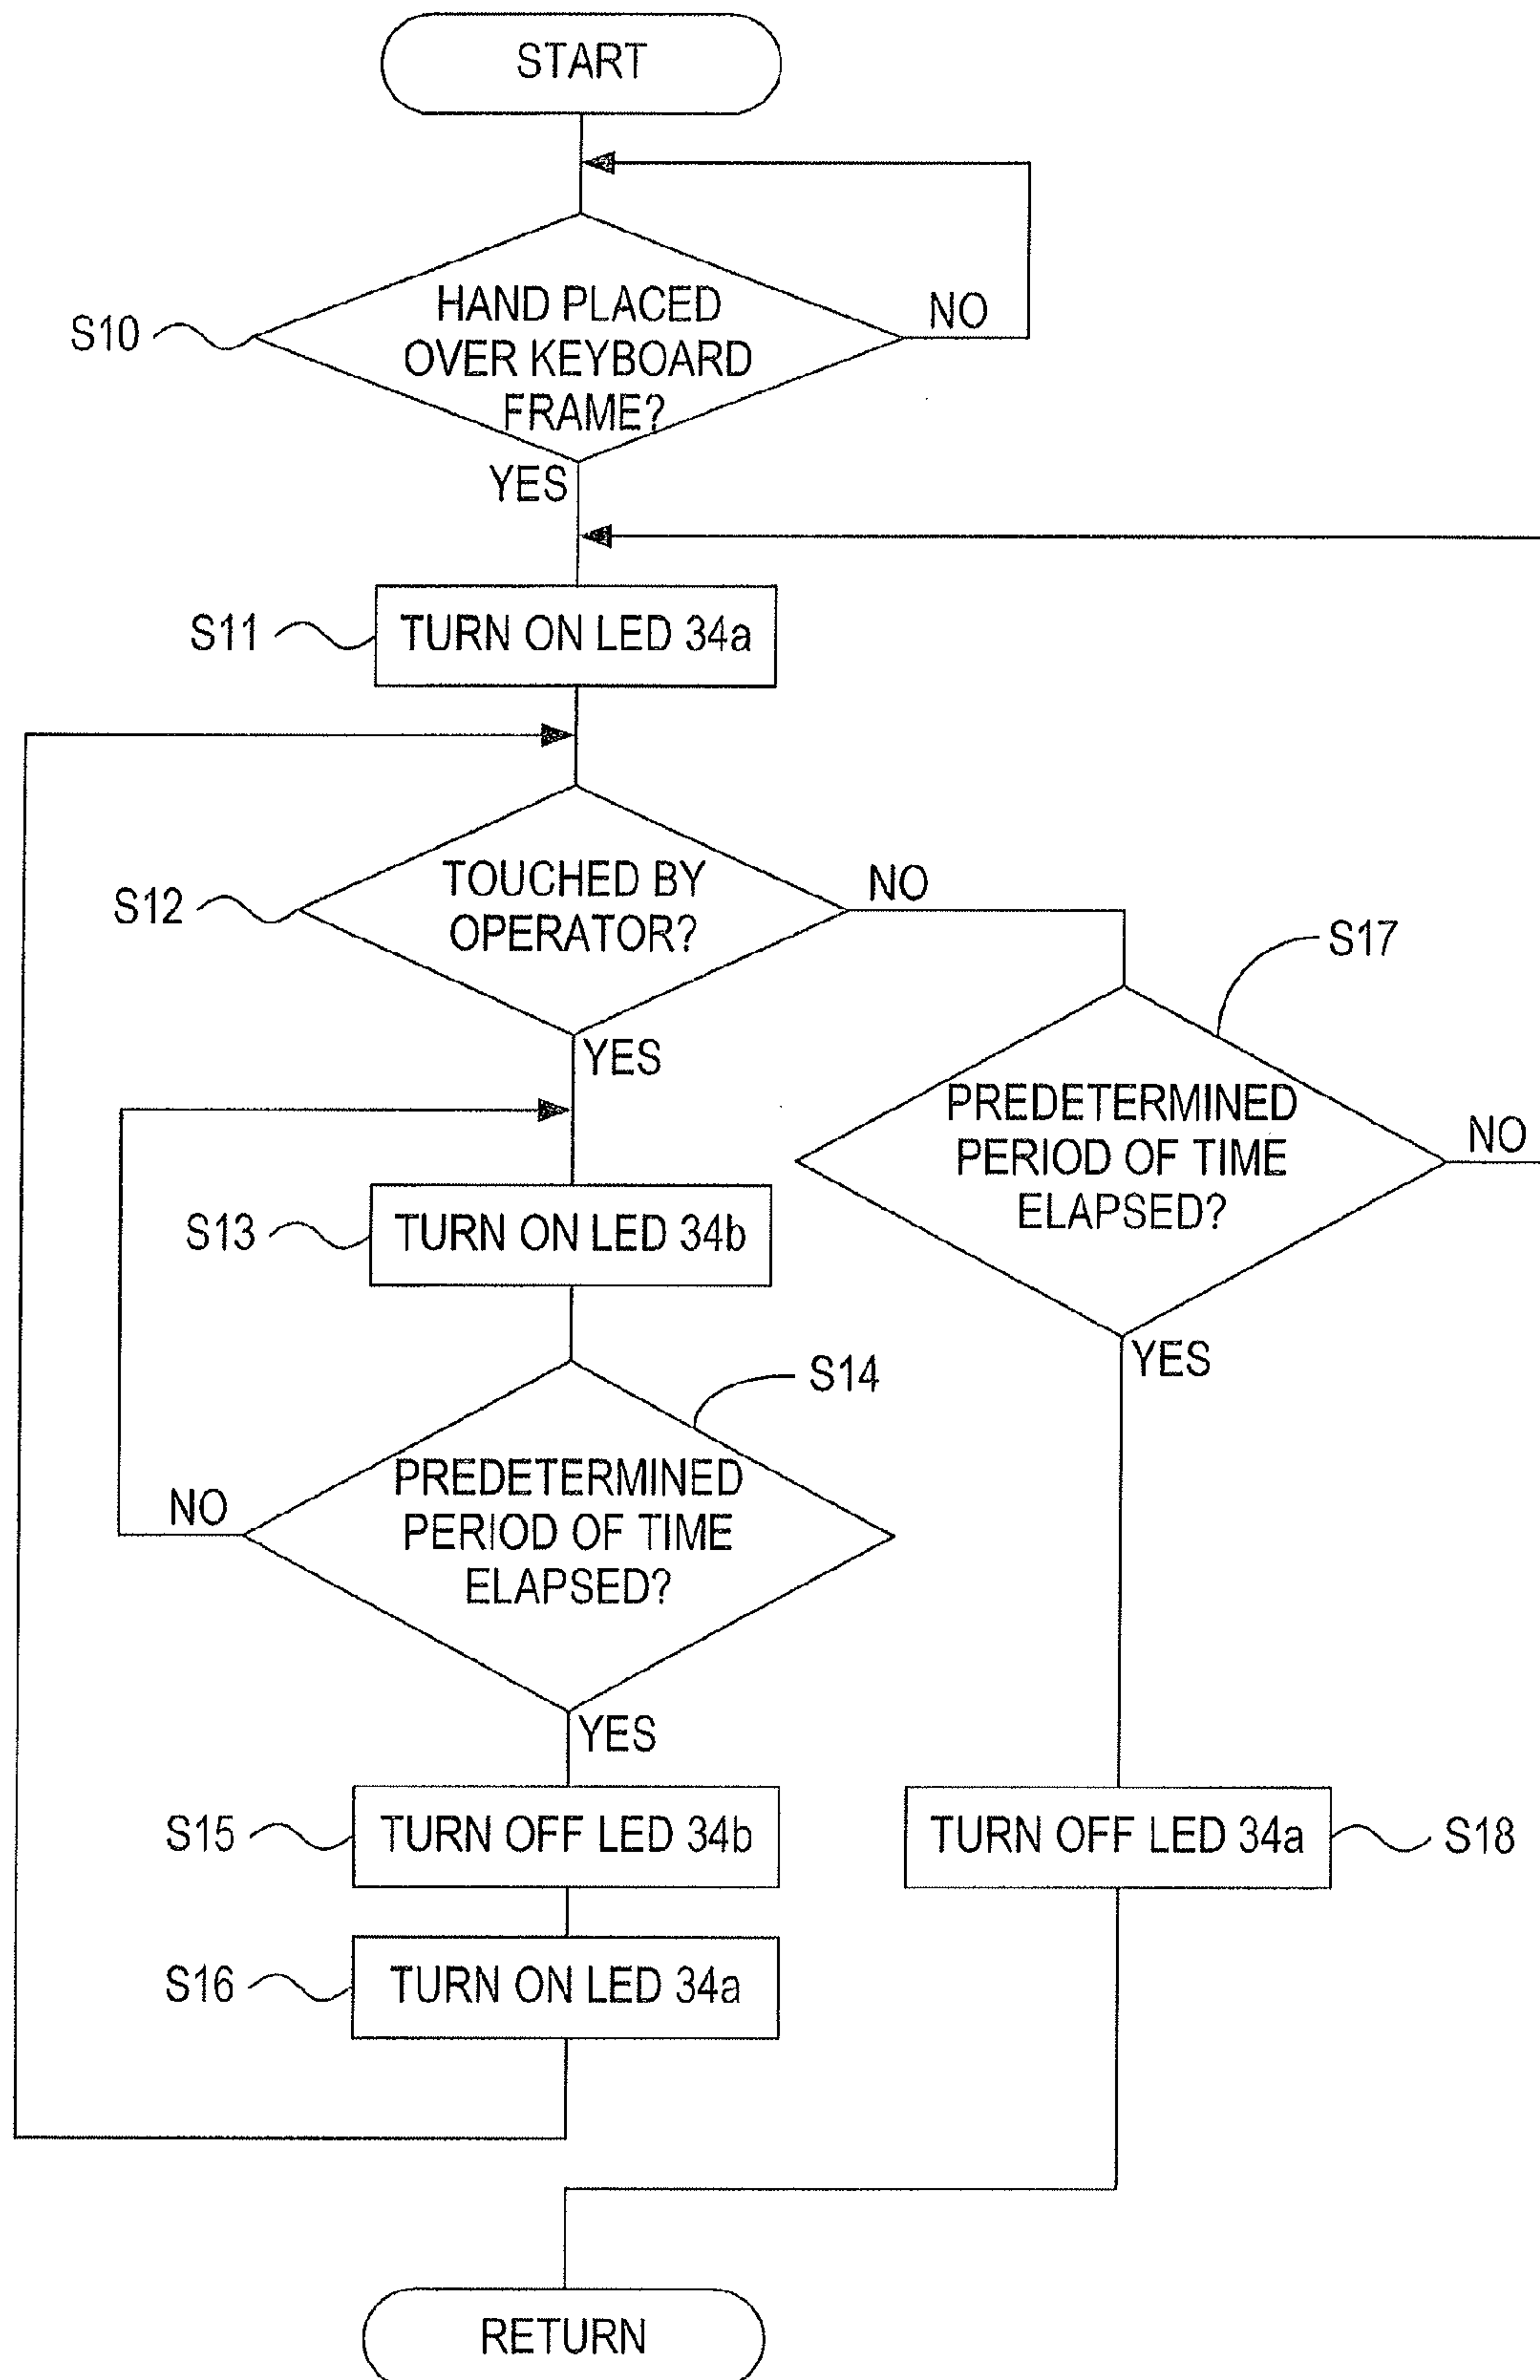 START
HAND PLACED
OVER KEYBOARD
FRAME?
S10
NO
YES
S11
TURN ON LED 34a
S12
TOUCHED BY
OPERATOR?
NO
YES
S17
PREDETERMINED
PERIOD OF TIME
ELAPSED?
NO
YES
S13
TURN ON LED 34b
S14
PREDETERMINED
PERIOD OF TIME
ELAPSED?
NO
YES
S15
TURN OFF LED 34b
TURN OFF LED 34a
S18
S16
TURN ON LED 34a
RETURN